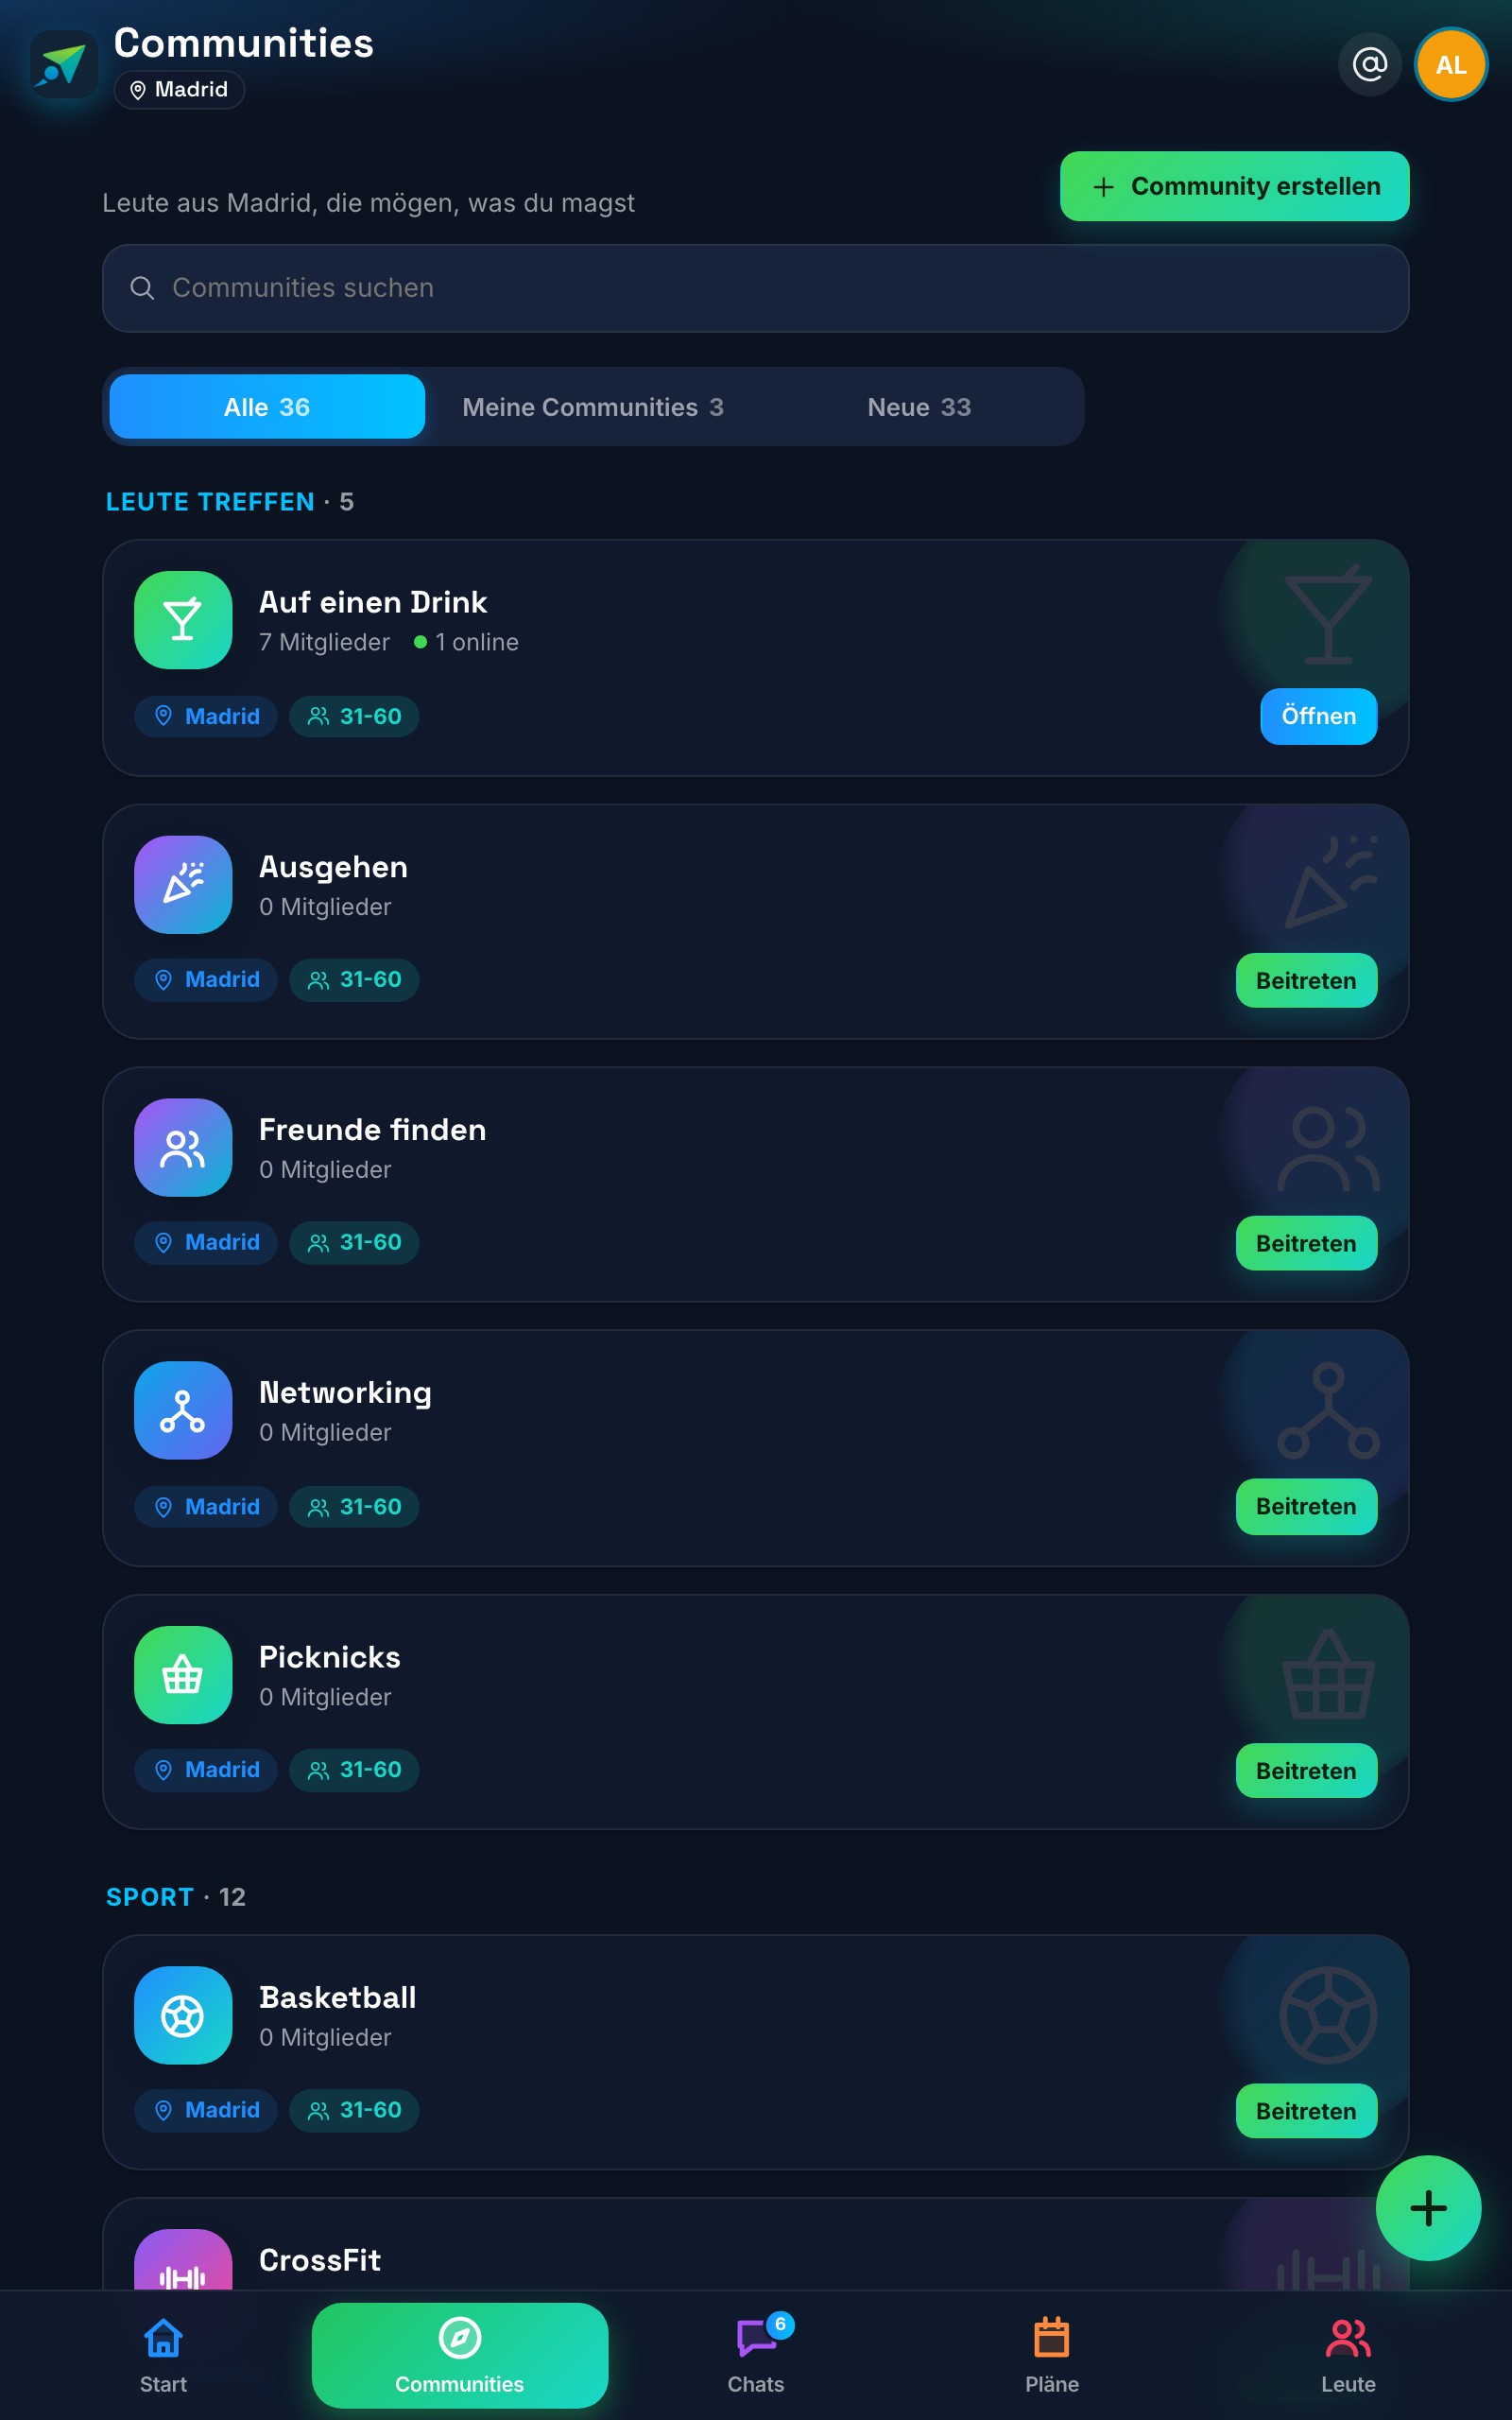 Communities
Madrid
AL
Leute aus Madrid, die mögen, was du magst
Community erstellen
Communities suchen
Alle 36
Meine Communities 3
Neue 33
LEUTE TREFFEN · 5
Auf einen Drink
7 Mitglieder 1 online
Madrid 31-60
Öffnen
Ausgehen
0 Mitglieder
Madrid 31-60
Beitreten
Freunde finden
0 Mitglieder
Madrid 31-60
Beitreten
Networking
0 Mitglieder
Madrid 31-60
Beitreten
Picknicks
0 Mitglieder
Madrid 31-60
Beitreten
SPORT · 12
Basketball
0 Mitglieder
Madrid 31-60
Beitreten
CrossFit
Start
Communities
6
Chats
Pläne
Leute